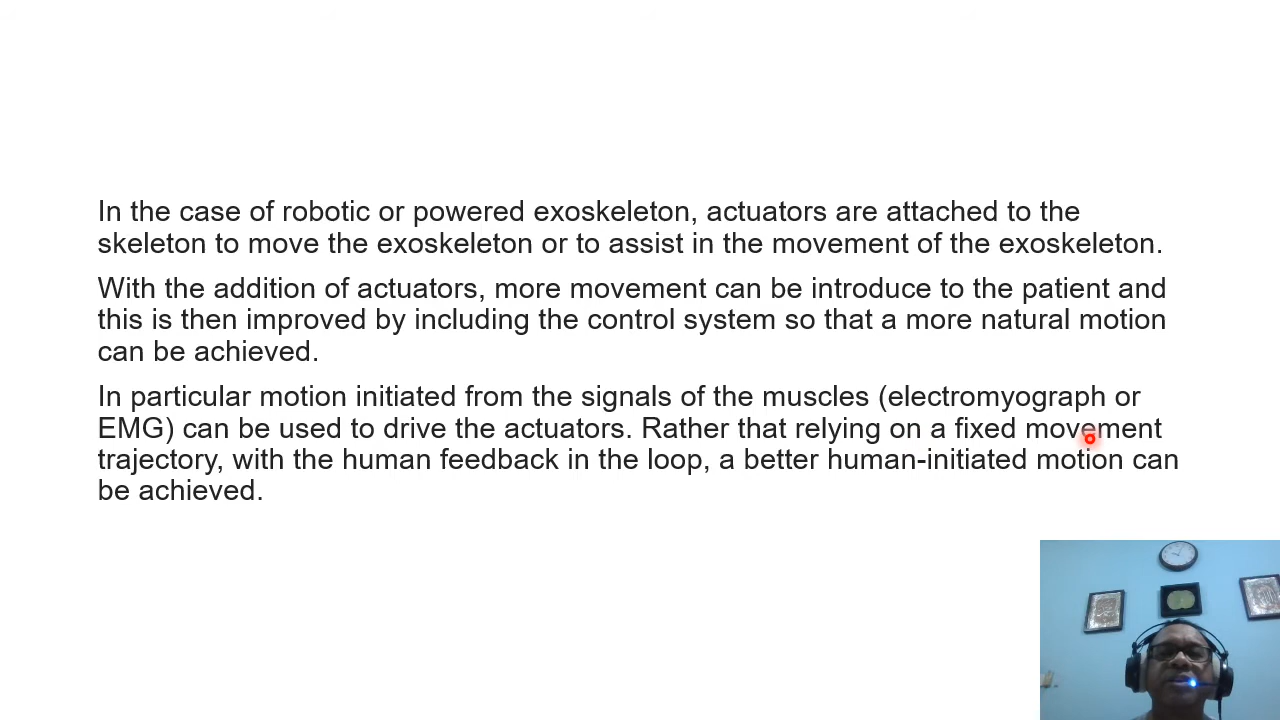 In the case of robotic or powered exoskeleton, actuators are attached to the
skeleton to move the exoskeleton or to assist in the movement of the exoskeleton.
With the addition of actuators, more movement can be introduce to the patient and
this is then improved by including the control system so that a more natural motion
can be achieved.
In particular motion initiated from the signals of the muscles (electromyograph or
EMG) can be used to drive the actuators. Rather that relying on a fixed movement
trajectory, with the human feedback in the loop, a better human-initiated motion can
be achieved.